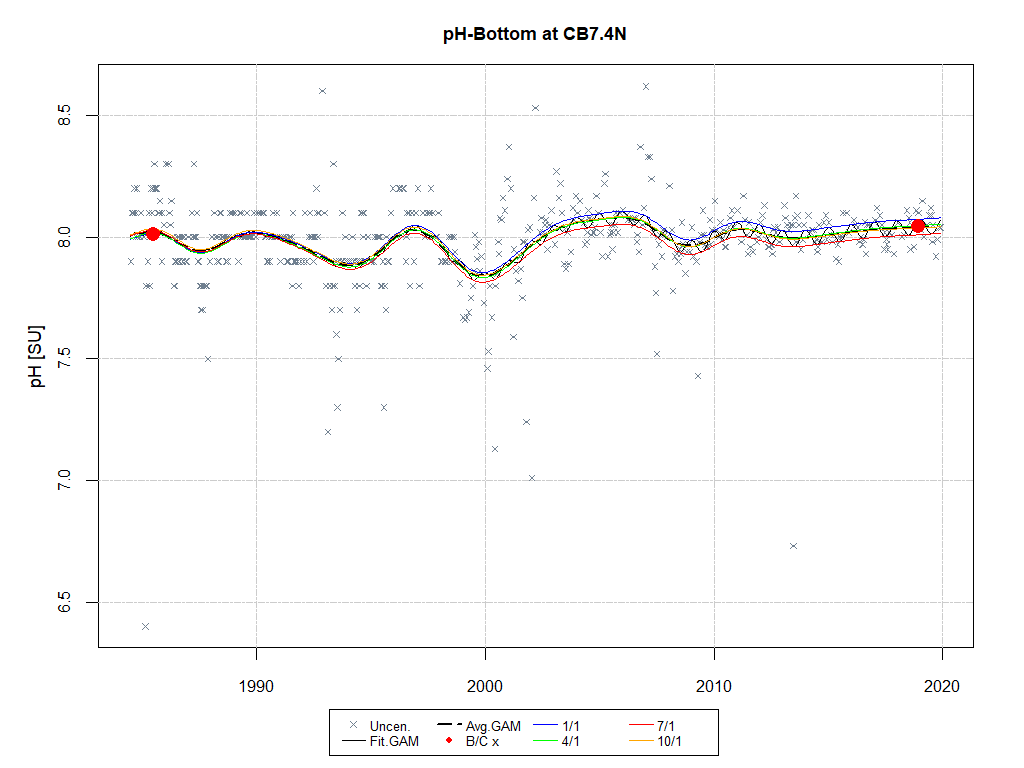 pH-Bottom at CB7.4N
8.5
8.0
7.5
7.0
6.5
pH [SU]
1990 2000 2010 2020
Uncen. Avg.GAM 1/1 7/1
Fit.GAM B/C x 4/1 10/1